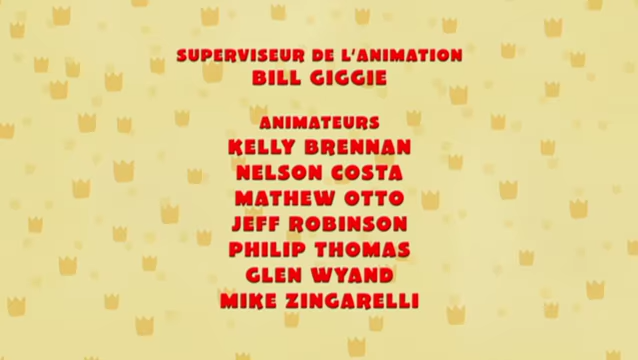 SUPERVISEUR DE L'ANIMATION
BILL GIGGIE
ANIMATEURS
KELLY BRENNAN
NELSON COSTA
MATHEW OTTO
JEFF ROBINSON
PHILIP THOMAS
GLEN WYAND
MIKE ZINGARELLI